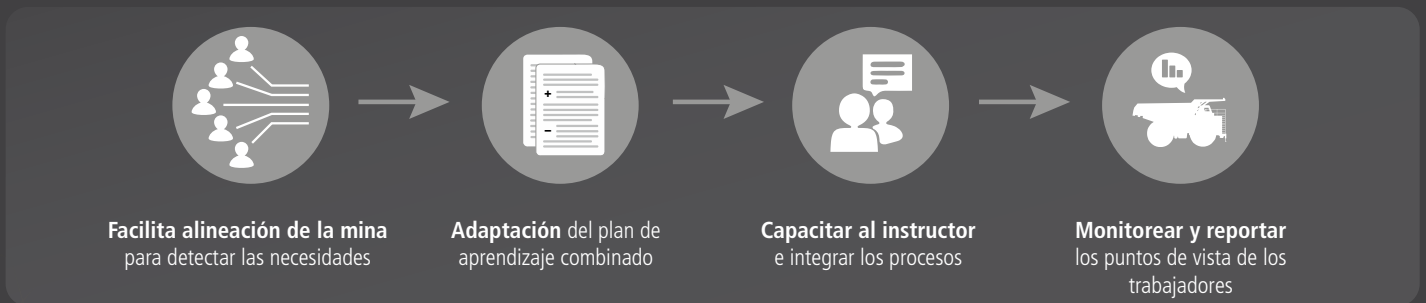 Facilita alineación de la mina
para detectar las necesidades
Adaptación del plan de
aprendizaje combinado
Capacitar al instructor
e integrar los procesos
Monitorear y reportar
los puntos de vista de los
trabajadores